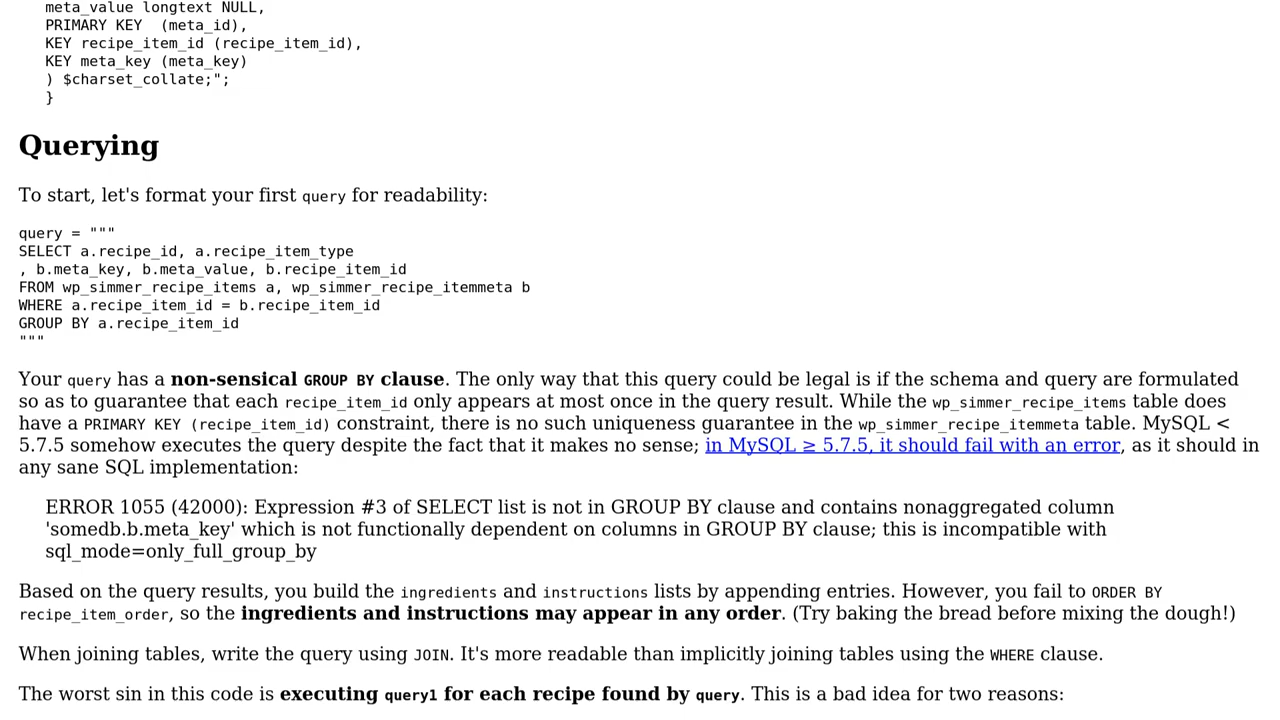 meta_value longtext NULL,
PRIMARY KEY  (meta_id),
KEY recipe_item_id (recipe_item_id),
KEY meta_key (meta_key)
) $charset_collate;";
}
Querying
To start, let's format your first query for readability:
query = """
SELECT a.recipe_id, a.recipe_item_type
, b.meta_key, b.meta_value, b.recipe_item_id
FROM wp_simmer_recipe_items a, wp_simmer_recipe_itemmeta b
WHERE a.recipe_item_id = b.recipe_item_id
GROUP BY a.recipe_item_id
"""
Your query has a non-sensical GROUP BY clause. The only way that this query could be legal is if the schema and query are formulated
so as to guarantee that each recipe_item_id only appears at most once in the query result. While the wp_simmer_recipe_items table does
have a PRIMARY KEY (recipe_item_id) constraint, there is no such uniqueness guarantee in the wp_simmer_recipe_itemmeta table. MySQL <
5.7.5 somehow executes the query despite the fact that it makes no sense; in MySQL ≥ 5.7.5, it should fail with an error, as it should in
any sane SQL implementation:
ERROR 1055 (42000): Expression #3 of SELECT list is not in GROUP BY clause and contains nonaggregated column
'somedb.b.meta_key' which is not functionally dependent on columns in GROUP BY clause; this is incompatible with
sql_mode=only_full_group_by
Based on the query results, you build the ingredients and instructions lists by appending entries. However, you fail to ORDER BY
recipe_item_order, so the ingredients and instructions may appear in any order. (Try baking the bread before mixing the dough!)
When joining tables, write the query using JOIN. It's more readable than implicitly joining tables using the WHERE clause.
The worst sin in this code is executing query1 for each recipe found by query. This is a bad idea for two reasons: